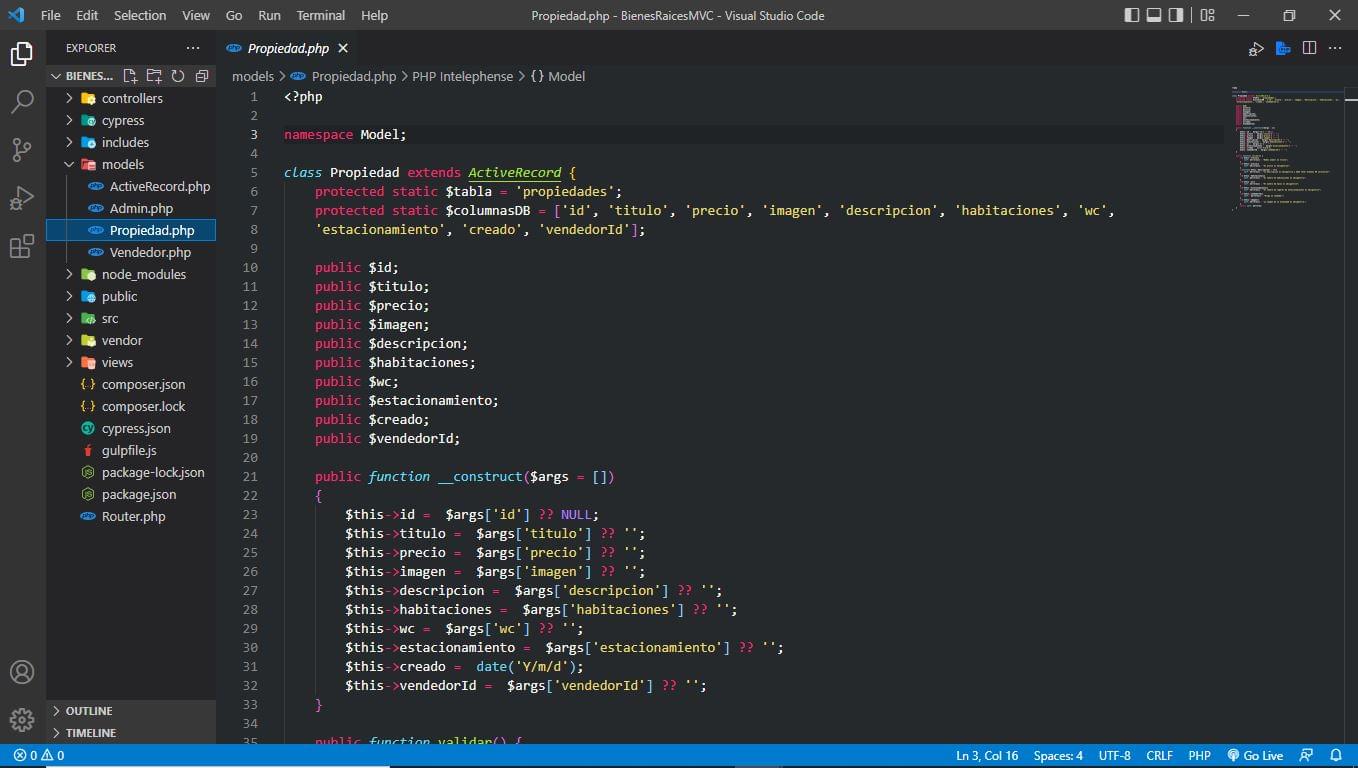 File Edit Selection View Go Run Terminal Help Propiedad.php - BienesRaicesMVC - Visual Studio Code
EXPLORER ...
BIENES...
controllers
cypress
includes
models
ActiveRecord.php
Admin.php
Propiedad.php
Vendedor.php
node_modules
public
src
vendor
views
composer.json
composer.lock
cypress.json
gulpfile.js
package-lock.json
package.json
Router.php
OUTLINE
TIMELINE
Propiedad.php
models > Propiedad.php > PHP Intelephense > {} Model
1 <?php
2
3 namespace Model;
4
5 class Propiedad extends ActiveRecord {
6 protected static $tabla = 'propiedades';
7 protected static $columnasDB = ['id', 'titulo', 'precio', 'imagen', 'descripcion', 'habitaciones', 'wc',
8 'estacionamiento', 'creado', 'vendedorId'];
9
10 public $id;
11 public $titulo;
12 public $precio;
13 public $imagen;
14 public $descripcion;
15 public $habitaciones;
16 public $wc;
17 public $estacionamiento;
18 public $creado;
19 public $vendedorId;
20
21 public function __construct($args = [])
22 {
23 $this->id =  $args['id'] ?? NULL;
24 $this->titulo =  $args['titulo'] ?? '';
25 $this->precio =  $args['precio'] ?? '';
26 $this->imagen =  $args['imagen'] ?? '';
27 $this->descripcion =  $args['descripcion'] ?? '';
28 $this->habitaciones =  $args['habitaciones'] ?? '';
29 $this->wc =  $args['wc'] ?? '';
30 $this->estacionamiento =  $args['estacionamiento'] ?? '';
31 $this->creado =  date('Y/m/d');
32 $this->vendedorId =  $args['vendedorId'] ?? '';
33 }
34
35 public function validar() {
0 0 Ln 3, Col 16 Spaces: 4 UTF-8 CRLF PHP Go Live